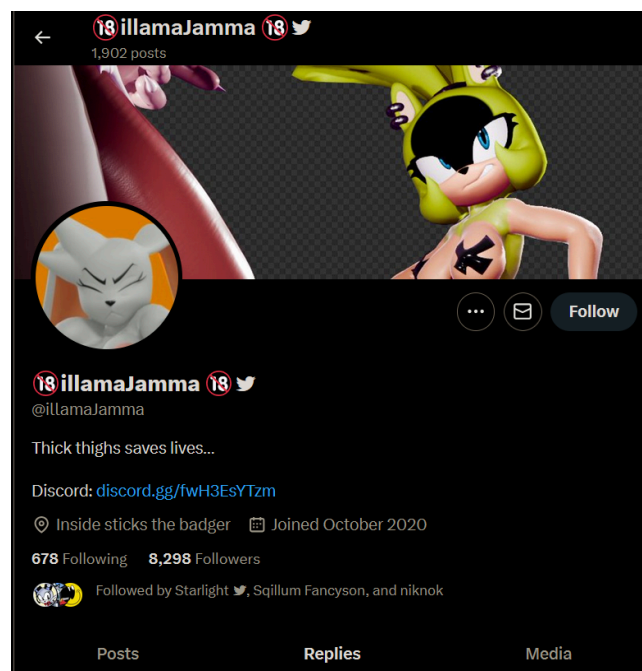 🔞illamaJamma 🔞
1,902 posts
Follow
🔞illamaJamma 🔞
@illamaJamma
Thick thighs saves lives...
Discord: discord.gg/fwH3EsYTzm
Inside sticks the badger Joined October 2020
678 Following 8,298 Followers
Followed by Starlight, Sqillum Fancyson, and niknok
Posts Replies Media